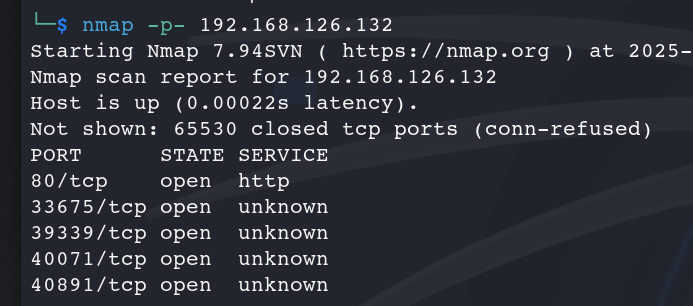 └─$ nmap -p- 192.168.126.132
Starting Nmap 7.94SVN ( https://nmap.org ) at 2025-
Nmap scan report for 192.168.126.132
Host is up (0.00022s latency).
Not shown: 65530 closed tcp ports (conn-refused)
PORT      STATE SERVICE
80/tcp    open  http
33675/tcp open  unknown
39339/tcp open  unknown
40071/tcp open  unknown
40891/tcp open  unknown